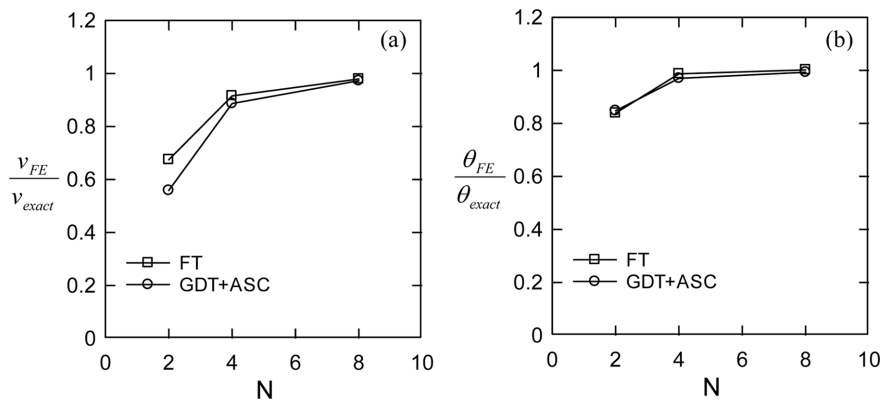 1.2
1
0.8
0.6
0.4
0.2
0
0 2 4 6 8 10
N
v_FE
v_exact
(a)
FT
GDT+ASC
1.2
1
0.8
0.6
0.4
0.2
0
0 2 4 6 8 10
N
θ_FE
θ_exact
(b)
FT
GDT+ASC